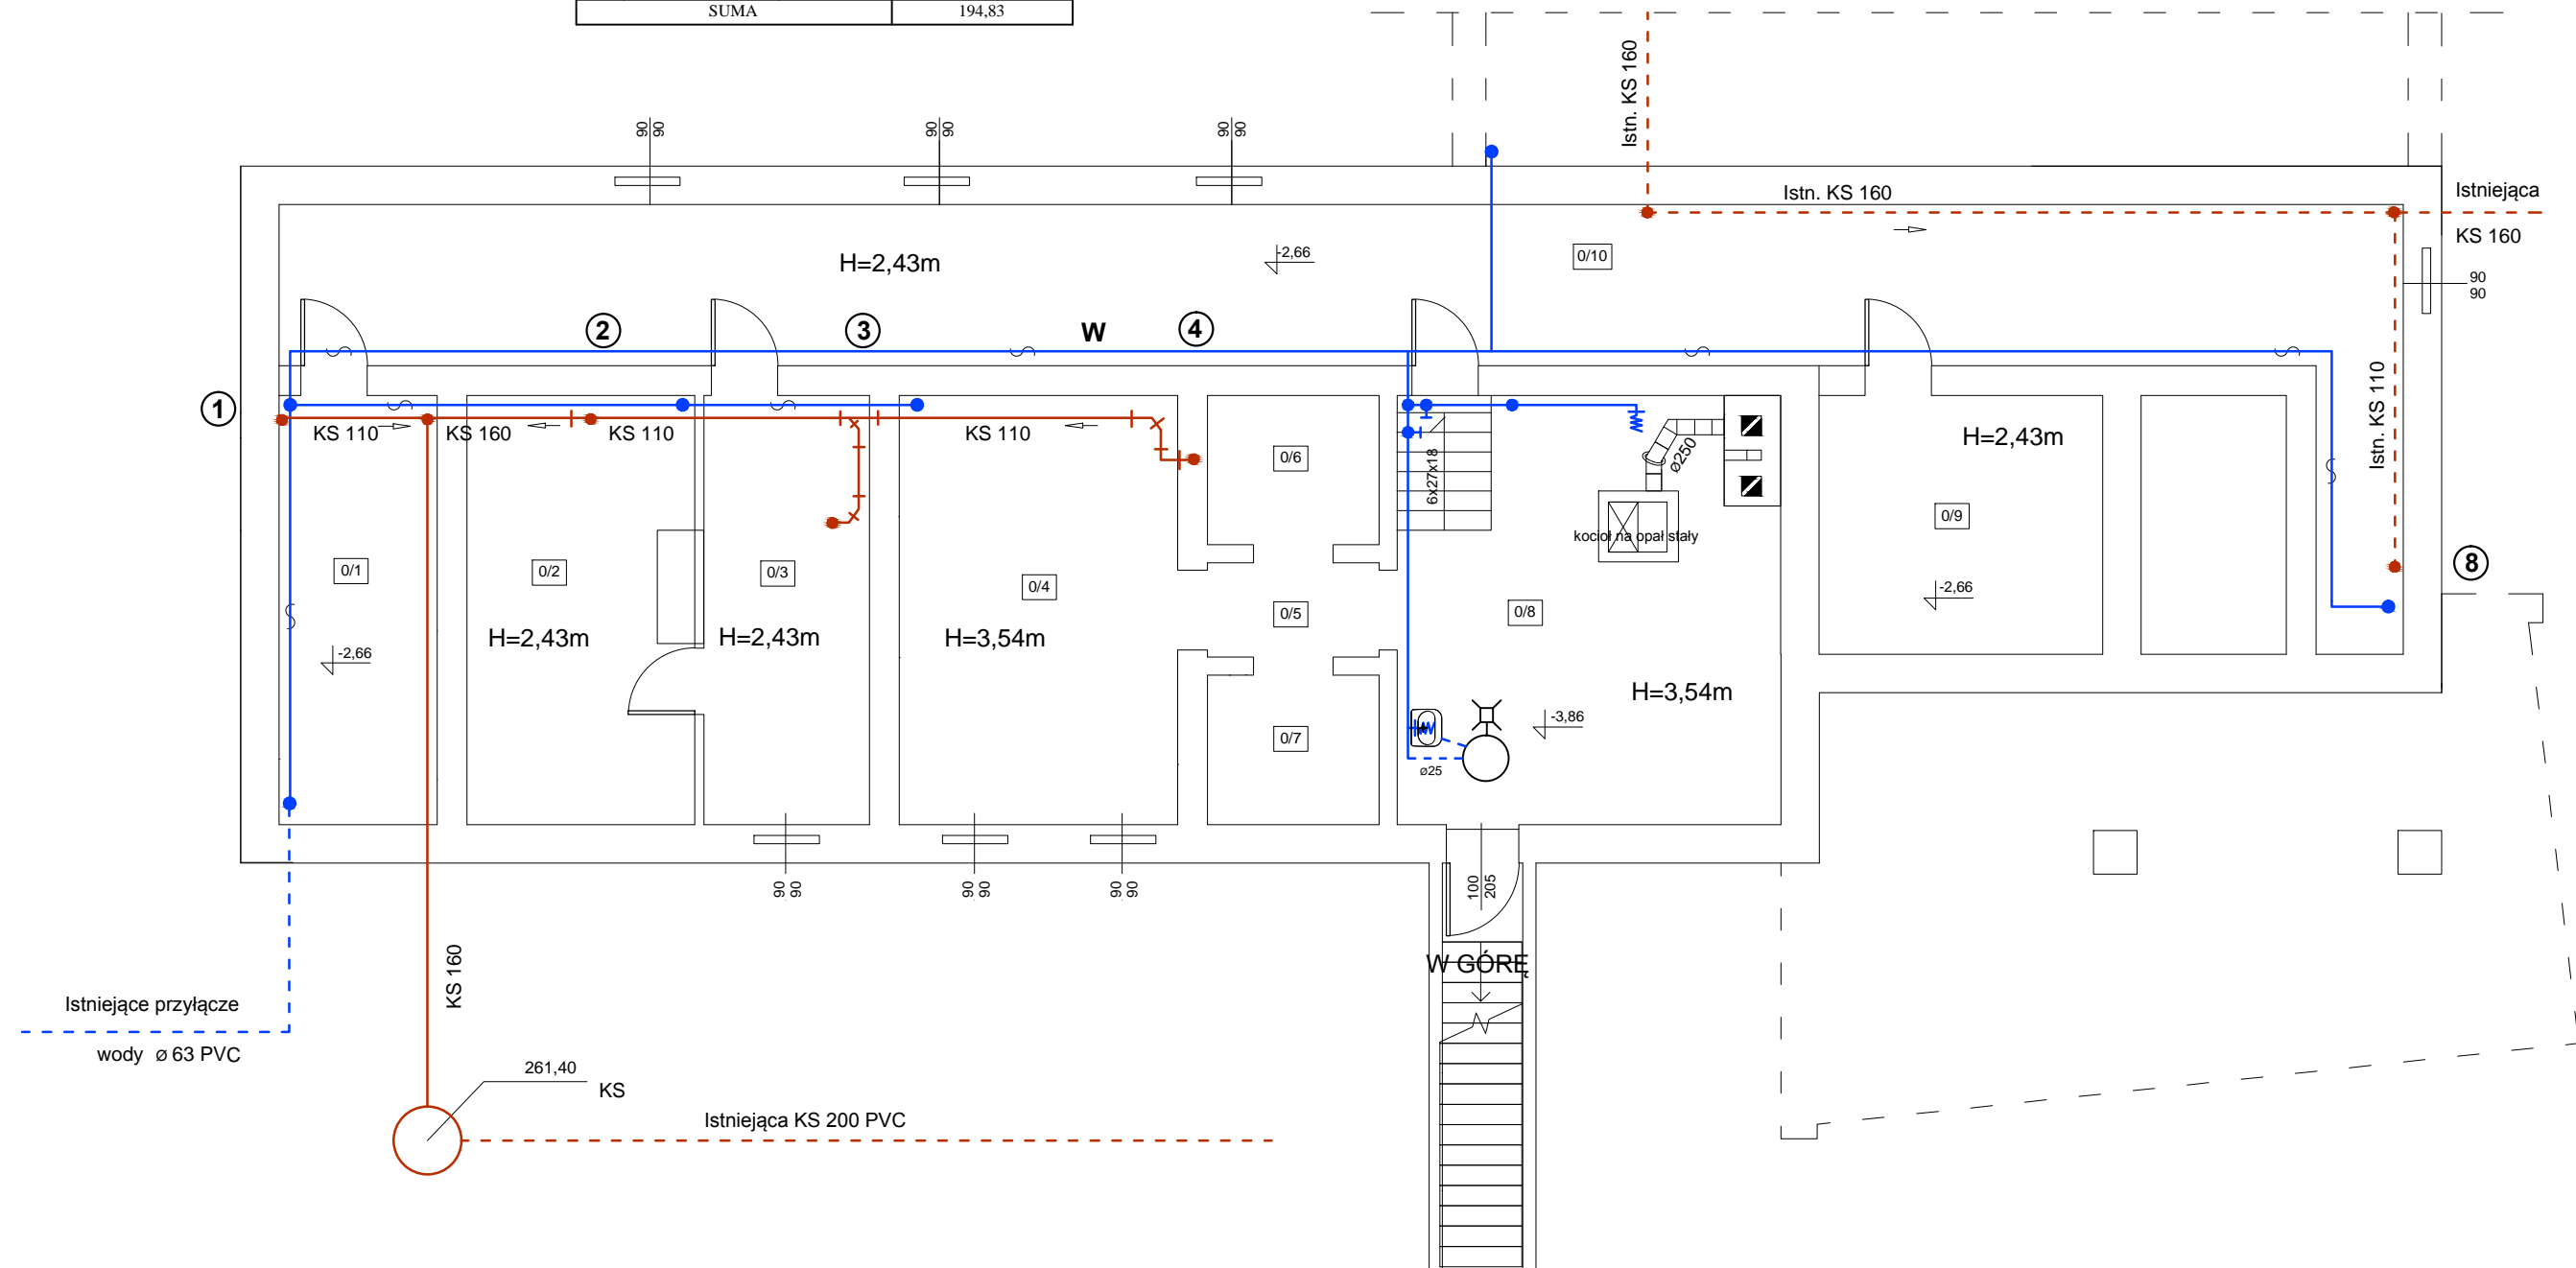 SUMA 194,83
Istn. KS 160
90
90
90
90
90
90
Istn. KS 160
Istniejąca
KS 160
H=2,43m
-2,66
0/10
90
90
2
3
W
4
1
KS 110
KS 160
KS 110
KS 110
Istn. KS 110
0/6
6x27x18
ø250
H=2,43m
0/9
kocioł na opał stały
8
0/1
0/2
0/3
0/4
0/5
0/8
-2,66
-2,66
H=2,43m
H=2,43m
H=3,54m
H=3,54m
-3,86
0/7
ø25
90
90
90
90
90
90
100
205
KS 160
W GÓRĘ
Istniejące przyłącze
wody ø 63 PVC
261,40
KS
Istniejąca KS 200 PVC